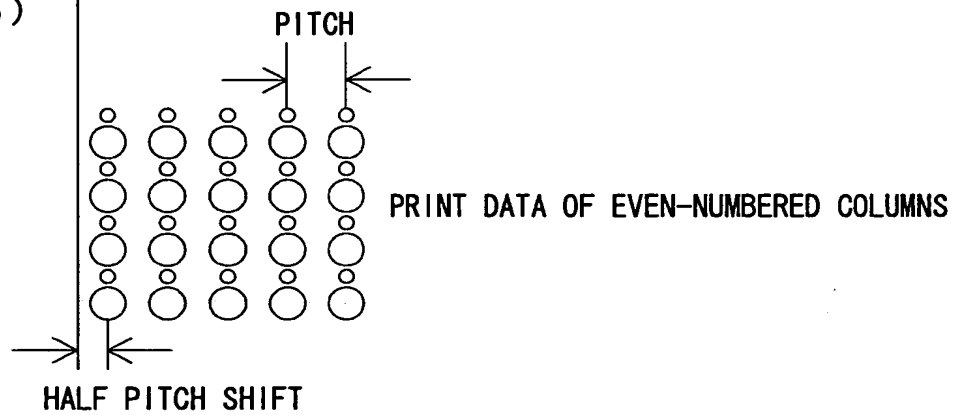 )
PITCH
PRINT DATA OF EVEN-NUMBERED COLUMNS
HALF PITCH SHIFT